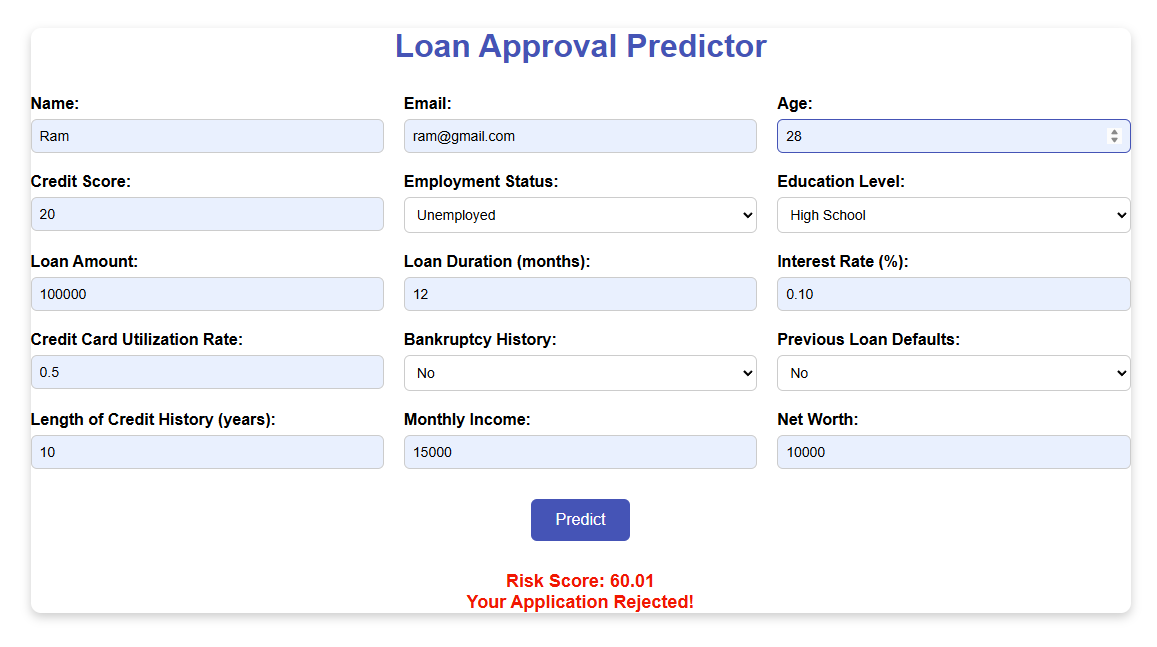 Loan Approval Predictor
Name: Email: Age:
Ram ram@gmail.com 28
Credit Score: Employment Status: Education Level:
20 Unemployed High School
Loan Amount: Loan Duration (months): Interest Rate (%):
100000 12 0.10
Credit Card Utilization Rate: Bankruptcy History: Previous Loan Defaults:
0.5 No No
Length of Credit History (years): Monthly Income: Net Worth:
10 15000 10000
Predict
Risk Score: 60.01
Your Application Rejected!